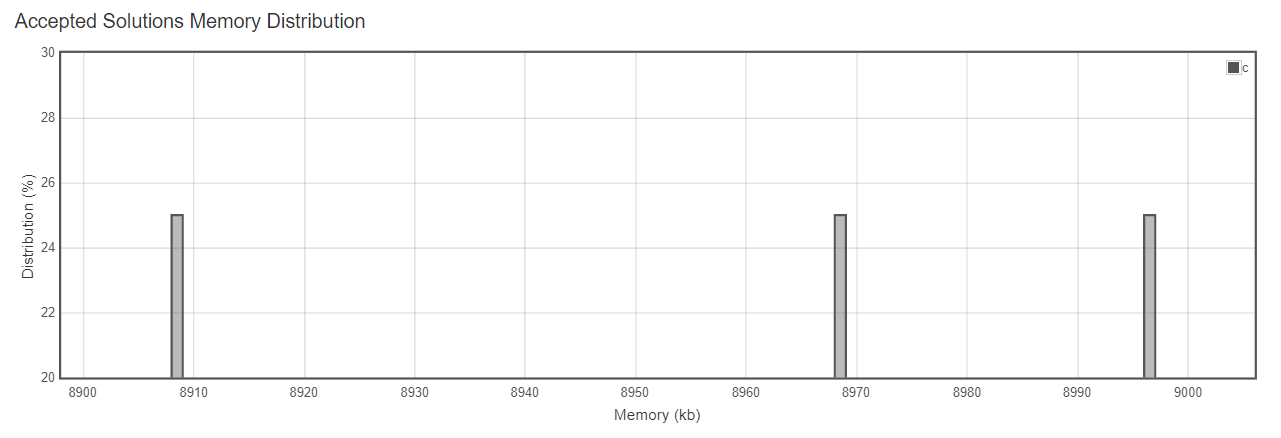 Accepted Solutions Memory Distribution
30
c
28
26
24
22
20
Distribution (%)
8900 8910 8920 8930 8940 8950 8960 8970 8980 8990 9000
Memory (kb)